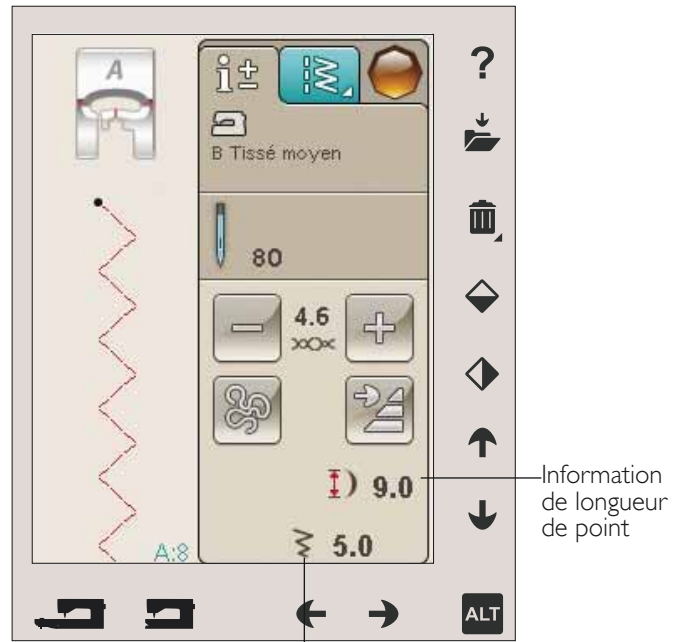 A
B Tissé moyen
80
4.6
9.0
5.0
A:8
?
ALT
Information
de longueur
de point